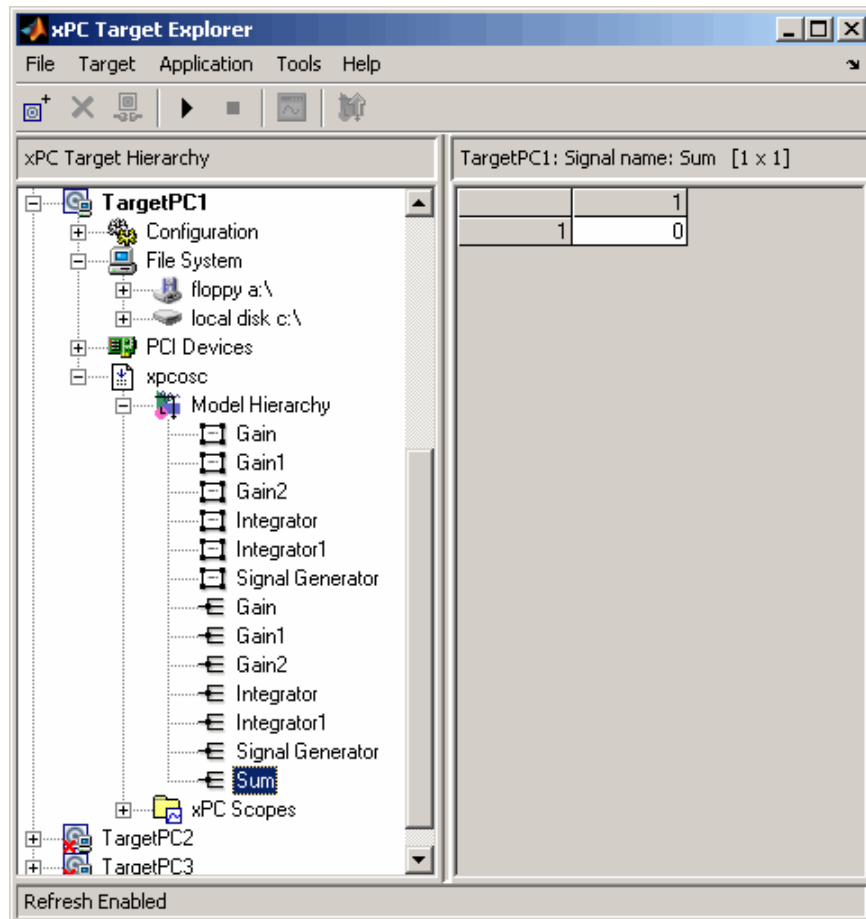 xPC Target Explorer
File Target Application Tools Help
xPC Target Hierarchy
TargetPC1: Signal name: Sum [1 x 1]
TargetPC1
Configuration
File System
floppy a:\
local disk c:\
PCI Devices
xpcosc
Model Hierarchy
Gain
Gain1
Gain2
Integrator
Integrator1
Signal Generator
Gain
Gain1
Gain2
Integrator
Integrator1
Signal Generator
Sum
xPC Scopes
TargetPC2
TargetPC3
1
1 0
Refresh Enabled